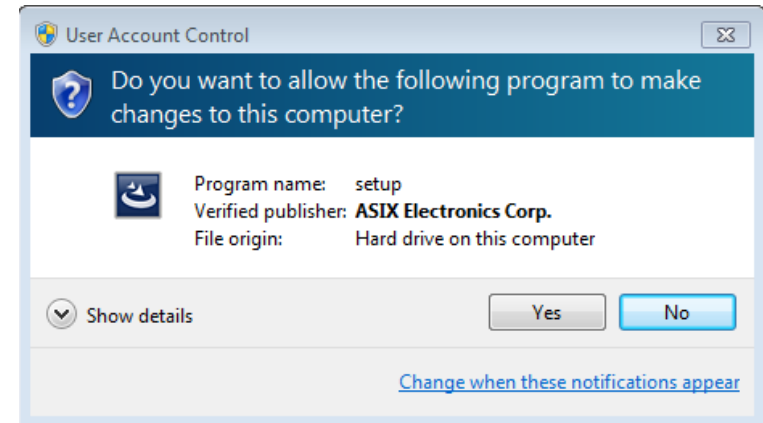 User Account Control
Do you want to allow the following program to make
changes to this computer?
Program name: setup
Verified publisher: ASIX Electronics Corp.
File origin: Hard drive on this computer
Show details
Yes
No
Change when these notifications appear